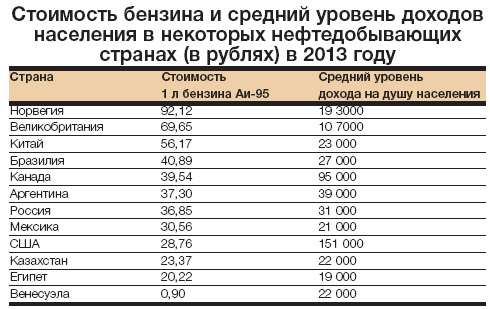 Стоимость бензина и средний уровень доходов
населения в некоторых нефтедобывающих
странах (в рублях) в 2013 году
Страна Стоимость Средний уровень
1 л бензина Аи-95 дохода на душу населения
Норвегия 92,12 19 3000
Великобритания 69,65 10 7000
Китай 56,17 23 000
Бразилия 40,89 27 000
Канада 39,54 95 000
Аргентина 37,30 39 000
Россия 36,85 31 000
Мексика 30,56 21 000
США 28,76 151 000
Казахстан 23,37 22 000
Египет 20,22 19 000
Венесуэла 0,90 22 000